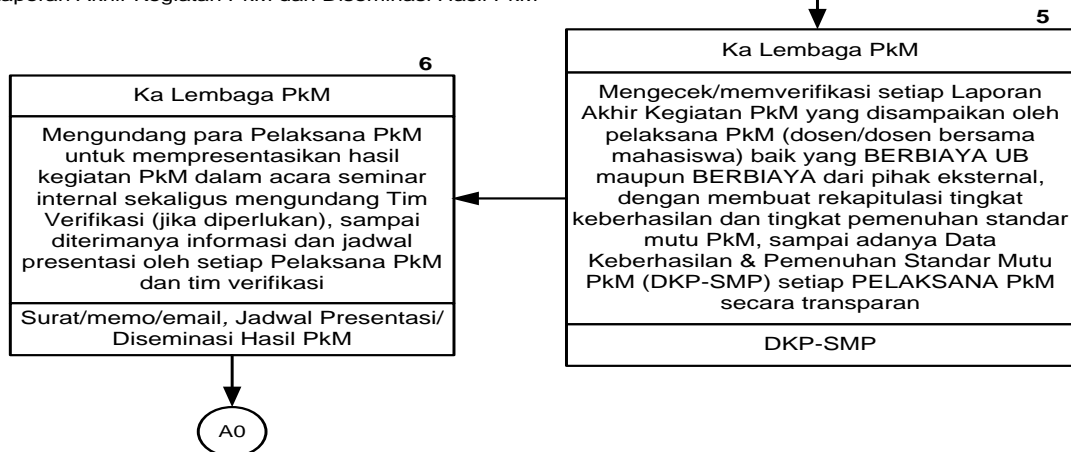 Laporan Akhir Kegiatan PkM dan Diseminasi Hasil PkM
5
Ka Lembaga PkM
Mengecek/memverifikasi setiap Laporan
Akhir Kegiatan PkM yang disampaikan oleh
pelaksana PkM (dosen/dosen bersama
mahasiswa) baik yang BERBIAYA UB
maupun BERBIAYA dari pihak eksternal,
dengan membuat rekapitulasi tingkat
keberhasilan dan tingkat pemenuhan standar
mutu PkM, sampai adanya Data
Keberhasilan & Pemenuhan Standar Mutu
PkM (DKP-SMP) setiap PELAKSANA PkM
secara transparan
DKP-SMP
6
Ka Lembaga PkM
Mengundang para Pelaksana PkM
untuk mempresentasikan hasil
kegiatan PkM dalam acara seminar
internal sekaligus mengundang Tim
Verifikasi (jika diperlukan), sampai
diterimanya informasi dan jadwal
presentasi oleh setiap Pelaksana PkM
dan tim verifikasi
Surat/memo/email, Jadwal Presentasi/
Diseminasi Hasil PkM
A0